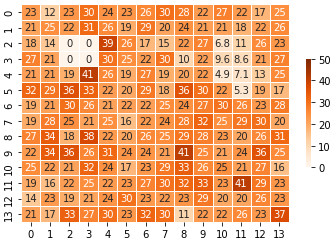 0 23 12 23 30 24 23 26 30 28 22 27 22 17 23
1 21 25 22 31 26 19 29 20 24 21 21 18 22 26
2 18 14 0 0 39 26 17 15 22 27 6.8 11 26 23
3 27 21 0 0 30 25 22 30 10 22 9.6 8.6 21 27
4 21 21 19 41 26 19 27 19 20 22 4.9 7.1 13 25
5 32 29 36 33 22 20 29 18 36 30 22 5.3 19 17
6 19 21 30 26 21 22 22 25 24 27 30 26 23 28
7 19 28 25 21 25 16 22 24 28 32 25 29 30 20
8 27 34 18 38 22 20 26 25 29 28 23 20 26 31
9 22 34 36 26 31 24 24 21 41 25 21 24 36 25
10 25 22 21 32 24 17 23 29 33 26 25 21 27 16
11 19 16 22 25 22 23 27 30 32 33 23 41 29 23
12 14 23 19 21 24 30 23 22 23 29 20 20 26 23
13 21 17 33 27 30 23 32 30 11 22 22 26 23 37
0 1 2 3 4 5 6 7 8 9 10 11 12 13
50
40
30
20
10
0